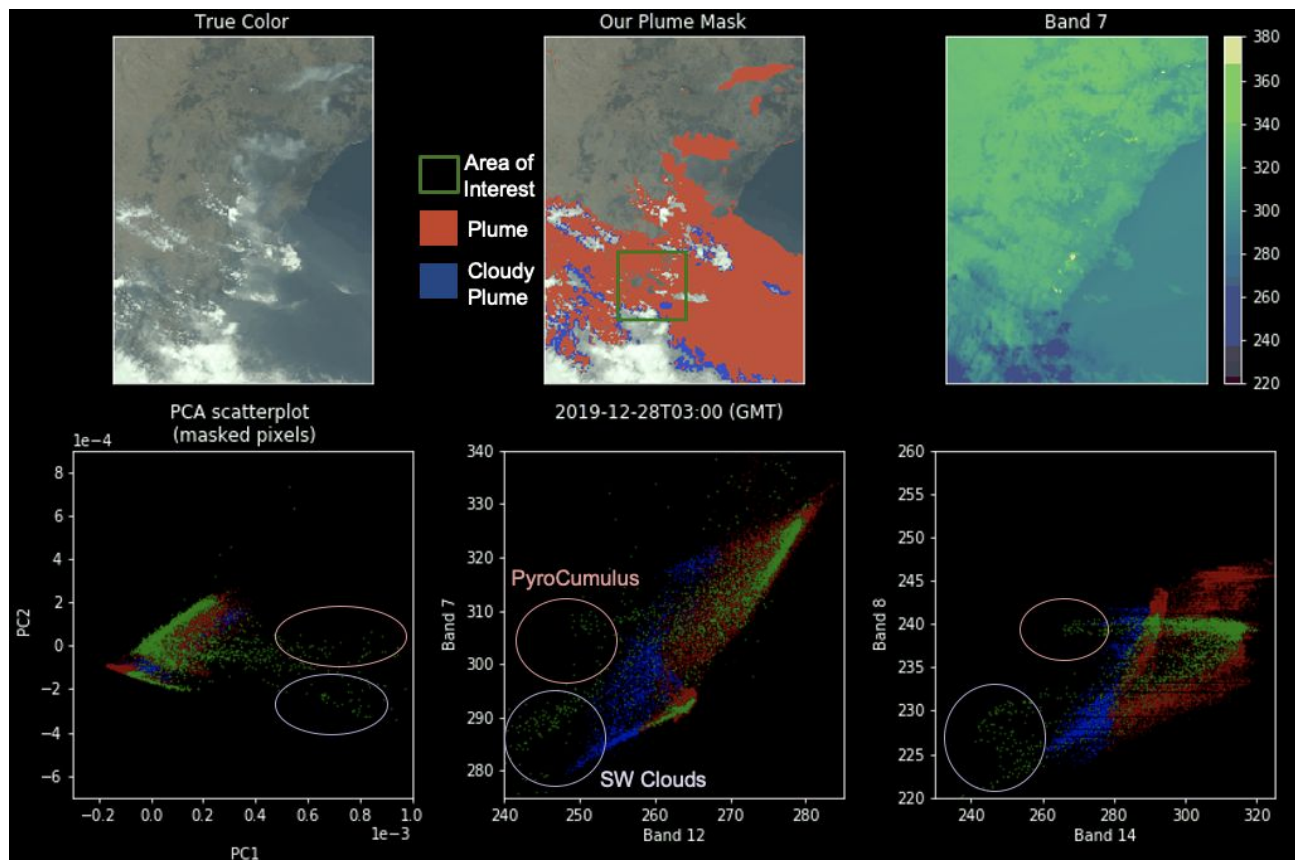 True Color
Our Plume Mask
Band 7
Area of
Interest
Plume
Cloudy
Plume
380
360
340
320
300
280
260
240
220
PCA scatterplot
(masked pixels)
2019-12-28T03:00 (GMT)
1e-4
8
6
4
2
0
−2
−4
−6
PC2
−0.2
0.0
0.2
0.4
0.6
0.8
1.0
1e-3
PC1
340
330
320
310
300
290
280
Band 7
PyroCumulus
SW Clouds
240
250
260
270
280
Band 12
260
255
250
245
240
235
230
225
220
Band 8
240
260
280
300
320
Band 14